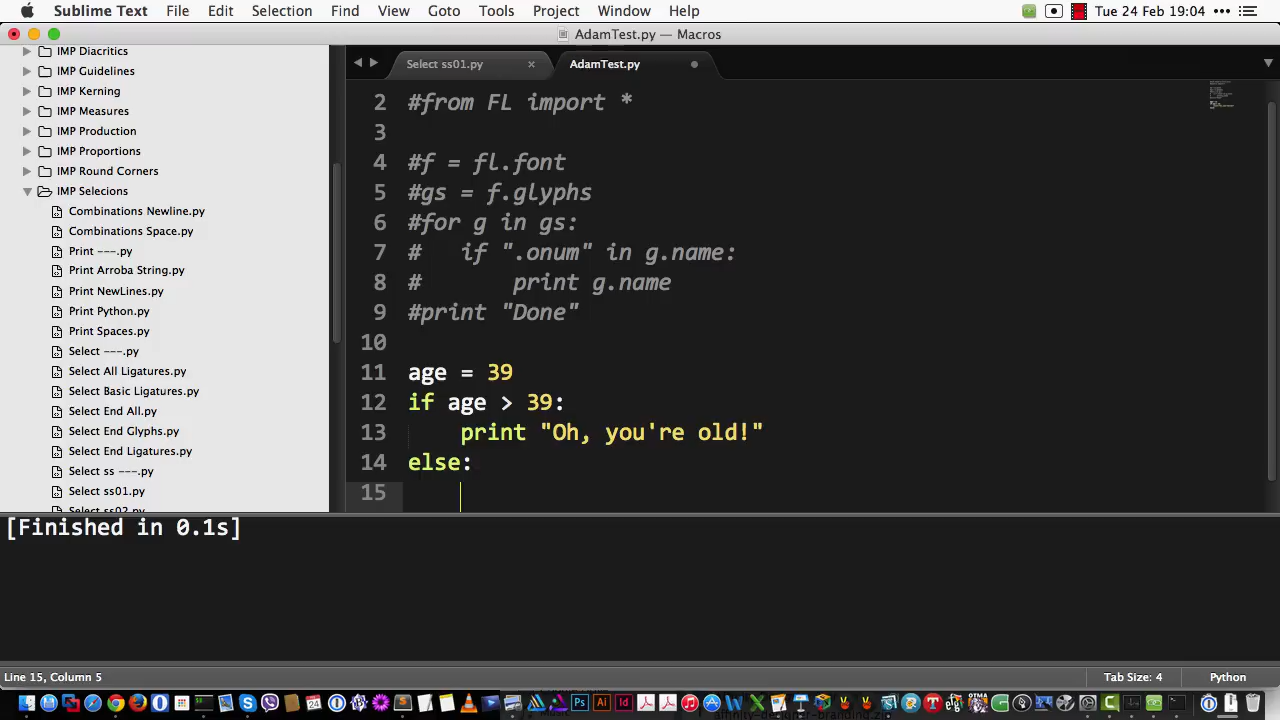 Sublime Text File Edit Selection Find View Goto Tools Project Window Help Tue 24 Feb 19:04
AdamTest.py — Macros
IMP Diacritics
IMP Guidelines
IMP Kerning
IMP Measures
IMP Production
IMP Proportions
IMP Round Corners
IMP Selecions
Combinations Newline.py
Combinations Space.py
Print ---.py
Print Arroba String.py
Print NewLines.py
Print Python.py
Print Spaces.py
Select ---.py
Select All Ligatures.py
Select Basic Ligatures.py
Select End All.py
Select End Glyphs.py
Select End Ligatures.py
Select ss ---.py
Select ss01.py
Select ss02.py
Select ss01.py × AdamTest.py
2 #from FL import *
3
4 #f = fl.font
5 #gs = f.glyphs
6 #for g in gs:
7 #   if ".onum" in g.name:
8 #       print g.name
9 #print "Done"
10
11 age = 39
12 if age > 39:
13     print "Oh, you're old!"
14 else:
15
[Finished in 0.1s]
Line 15, Column 5 Tab Size: 4 Python